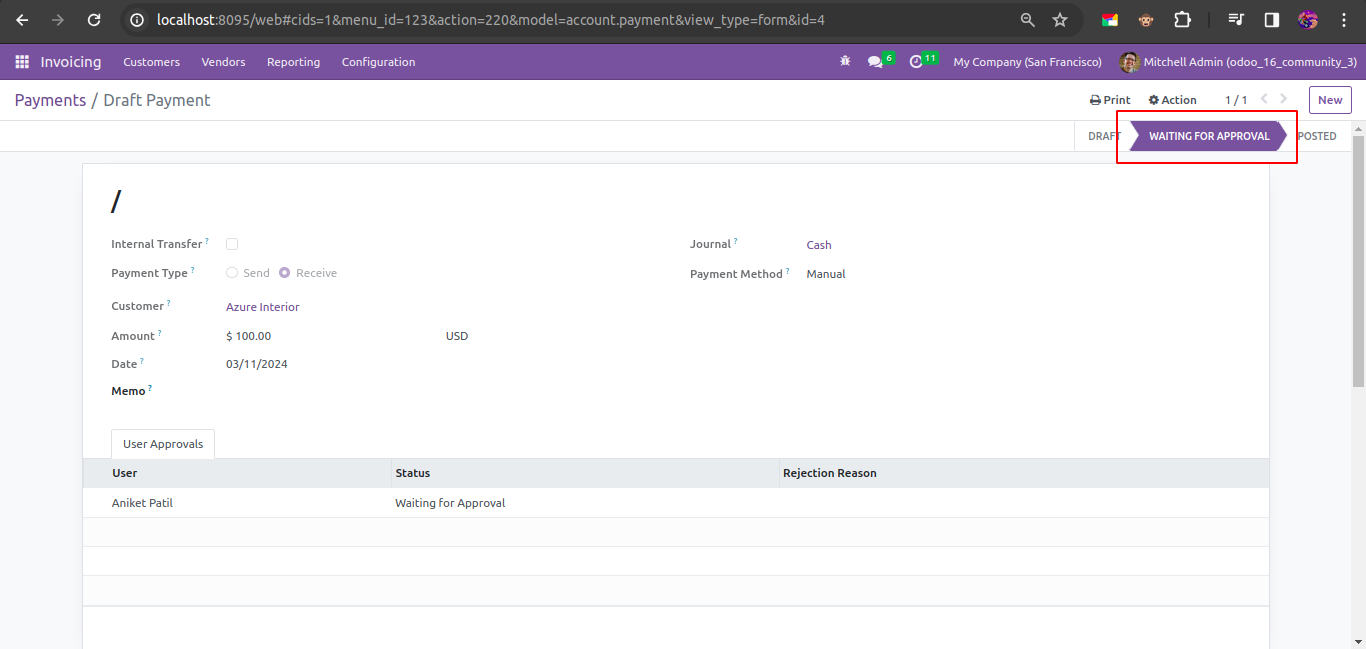 localhost:8095/web#cids=1&menu_id=123&action=220&model=account.payment&view_type=form&id=4
Invoicing Customers Vendors Reporting Configuration 6 11 My Company (San Francisco) Mitchell Admin (odoo_16_community_3)
Payments / Draft Payment Print Action 1 / 1 New
DRAFT WAITING FOR APPROVAL POSTED
/
Internal Transfer ? Journal ? Cash
Payment Type ? Send Receive Payment Method ? Manual
Customer ? Azure Interior
Amount ? $ 100.00 USD
Date ? 03/11/2024
Memo ?
User Approvals
User Status Rejection Reason
Aniket Patil Waiting for Approval